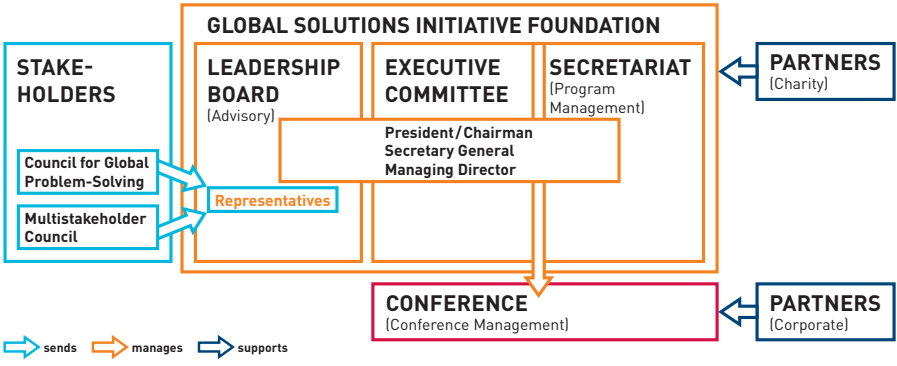 GLOBAL SOLUTIONS INITIATIVE FOUNDATION
STAKE-
HOLDERS
Council for Global
Problem-Solving
Multistakeholder
Council
LEADERSHIP
BOARD
(Advisory)
Representatives
EXECUTIVE
COMMITTEE
SECRETARIAT
(Program
Management)
President/Chairman
Secretary General
Managing Director
PARTNERS
(Charity)
CONFERENCE
(Conference Management)
PARTNERS
(Corporate)
sends
manages
supports